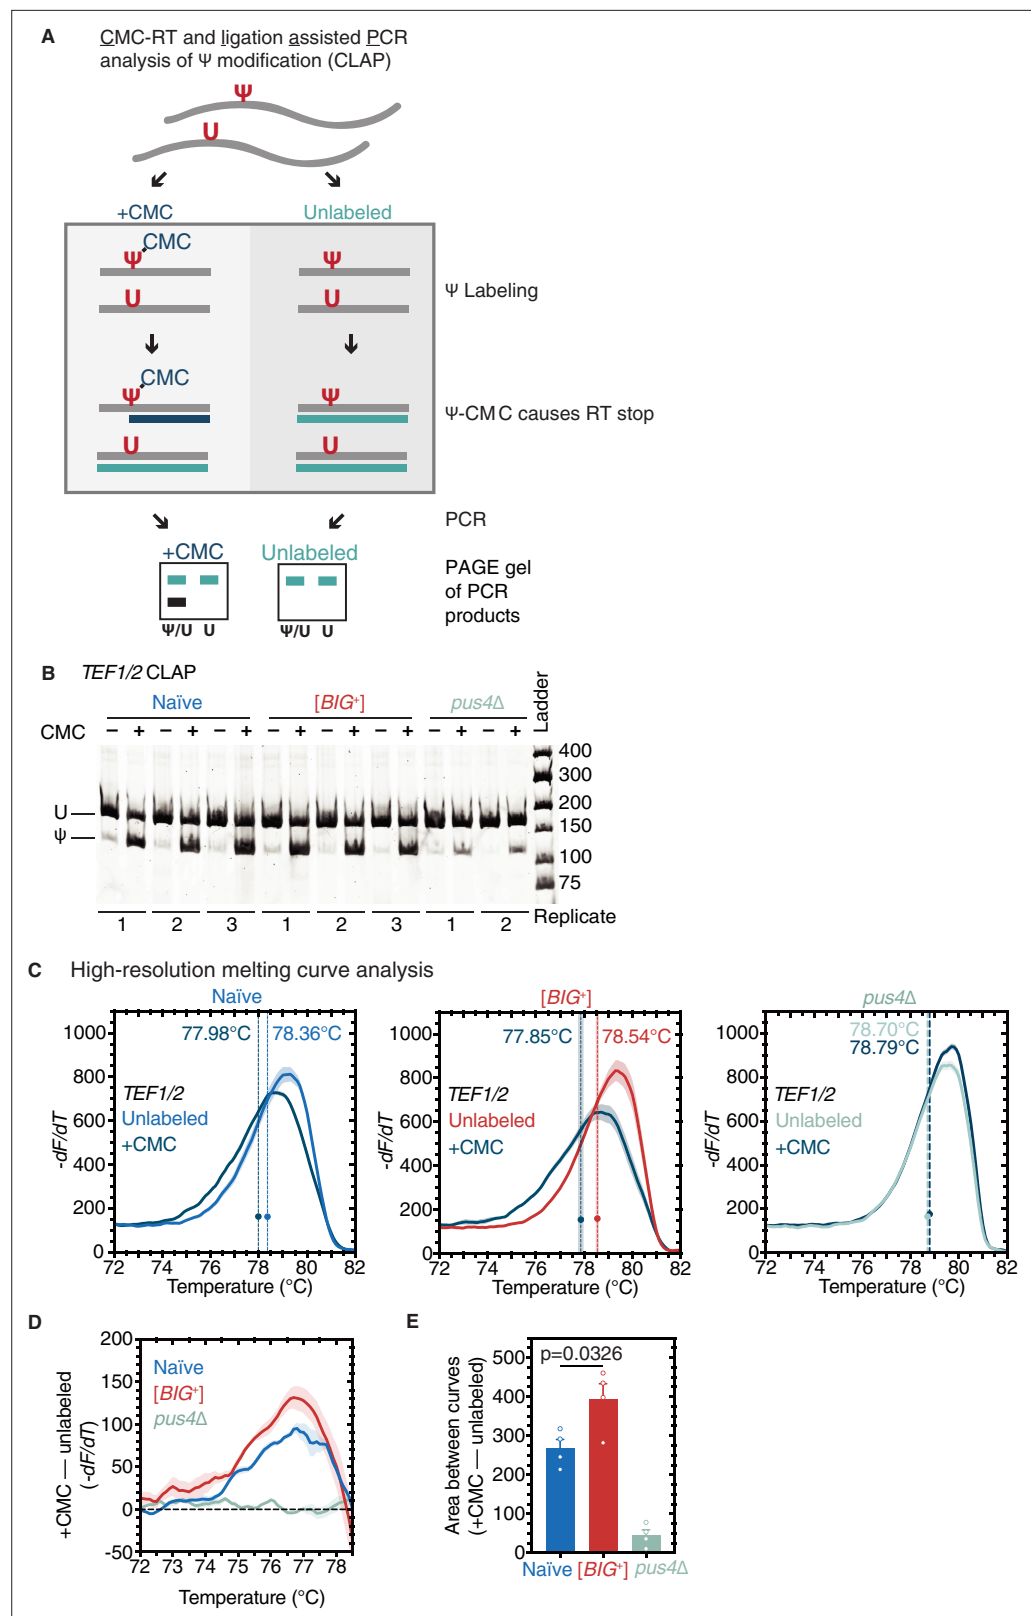 A
CMC-RT and ligation assisted PCR
analysis of Ψ modification (CLAP)
Ψ
U
+CMC
Unlabeled
CMC
Ψ
Ψ
U
U
Ψ Labeling
CMC
Ψ
Ψ
Ψ-CMC causes RT stop
U
U
PCR
+CMC
Unlabeled
PAGE gel
of PCR
products
Ψ/U U
Ψ/U U
B TEF1/2 CLAP
Naïve
[BIG+]
pus4Δ
Ladder
CMC – + – + – + – + – + – + – + – +
400
300
200
150
100
75
U
Ψ
1 2 3 1 2 3 1 2 Replicate
C High-resolution melting curve analysis
Naïve
1000
800
600
400
200
0
-dF/dT
77.98°C 78.36°C
TEF1/2
Unlabeled
+CMC
72 74 76 78 80 82
Temperature (°C)
[BIG+]
1000
800
600
400
200
0
-dF/dT
77.85°C 78.54°C
TEF1/2
Unlabeled
+CMC
72 74 76 78 80 82
Temperature (°C)
pus4Δ
1000
800
600
400
200
0
-dF/dT
78.70°C
78.79°C
TEF1/2
Unlabeled
+CMC
72 74 76 78 80 82
Temperature (°C)
D
200
150
100
50
0
-50
+CMC — unlabeled
(-dF/dT)
Naïve
[BIG+]
pus4Δ
72 73 74 75 76 77 78
Temperature (°C)
E
500
400
300
200
100
0
Area between curves
(+CMC — unlabeled)
p=0.0326
Naïve [BIG+] pus4Δ